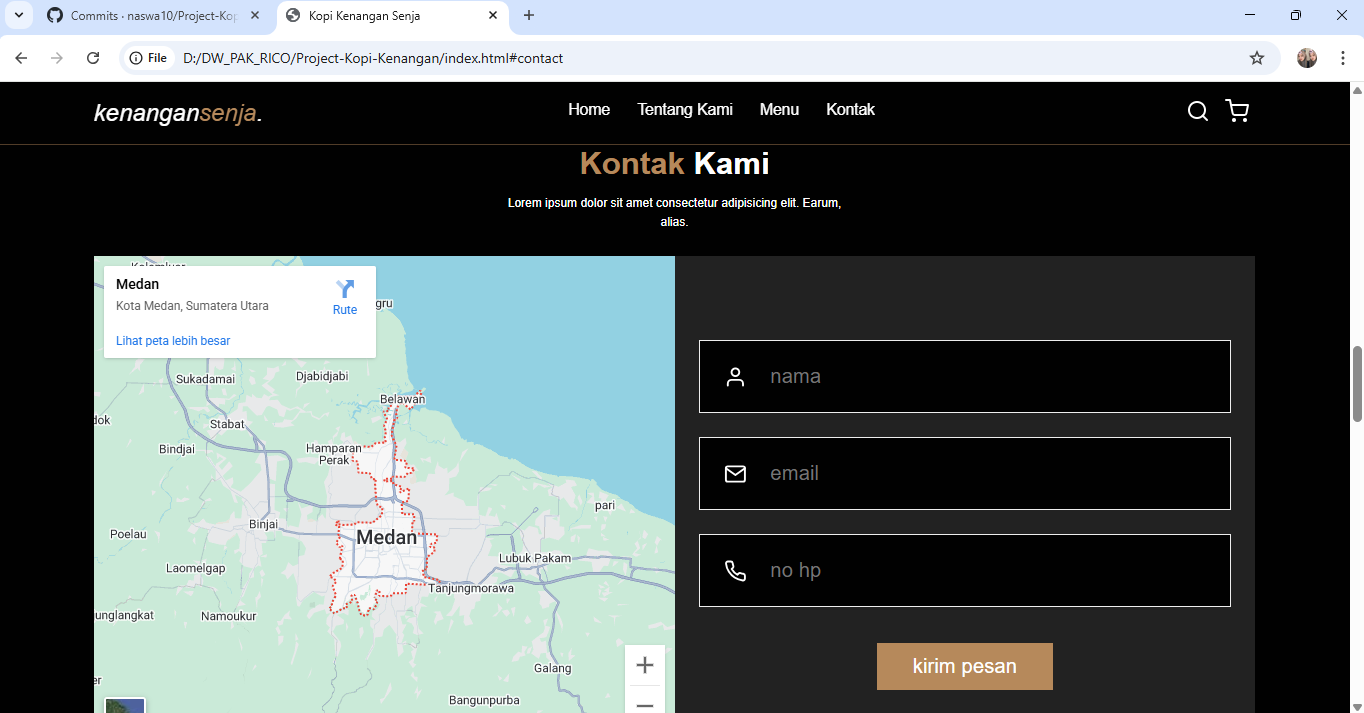 Commits · naswa10/Project-Kop
Kopi Kenangan Senja
File
D:/DW_PAK_RICO/Project-Kopi-Kenangan/index.html#contact
kenangansenja.
Home
Tentang Kami
Menu
Kontak
Kontak Kami
Lorem ipsum dolor sit amet consectetur adipisicing elit. Earum,
alias.
Medan
Kota Medan, Sumatera Utara
Rute
Lihat peta lebih besar
gru
Sukadamai
Djabidjabi
Belawan
dok
Stabat
Bindjai
Hamparan
Perak
pari
Binjai
Medan
Poelau
Lubuk Pakam
Laomelgap
Tanjungmorawa
unglangkat
Namoukur
Galang
er
Bangunpurba
nama
email
no hp
kirim pesan